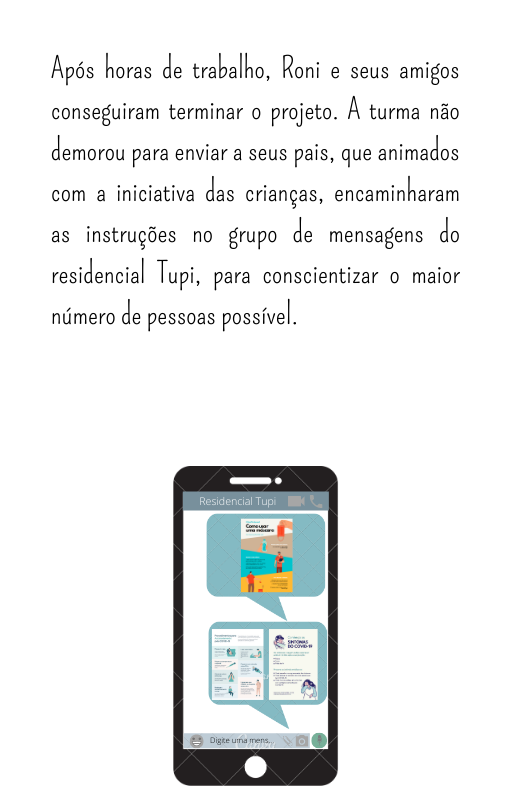 Após horas de trabalho, Roni e seus amigos
conseguiram terminar o projeto. A turma não
demorou para enviar a seus pais, que animados
com a iniciativa das crianças, encaminharam
as instruções no grupo de mensagens do
residencial Tupi, para conscientizar o maior
número de pessoas possível.
Residencial Tupi
Como usar
uma máscara
SINTOMAS
DO COVID-19
Digite uma mens..